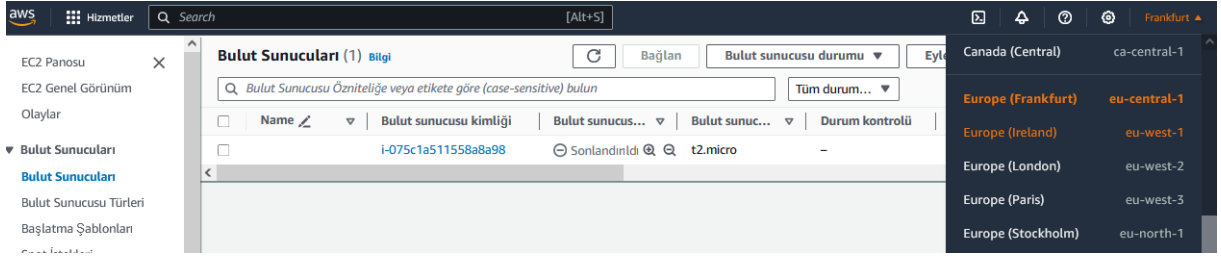 aws Hizmetler Search [Alt+S] Frankfurt
EC2 Panosu
EC2 Genel Görünüm
Olaylar
Bulut Sunucuları
Bulut Sunucuları
Bulut Sunucusu Türleri
Başlatma Şablonları
Spot İstekleri
Bulut Sunucuları (1) Bilgi Bağlan Bulut sunucusu durumu Eyle
Bulut Sunucusu Özniteliğe veya etikete göre (case-sensitive) bulun Tüm durum...
Name Bulut sunucusu kimliği Bulut sunucus... Bulut sunuc... Durum kontrolü
i-075c1a511558a8a98 Sonlandırıldı t2.micro –
Canada (Central) ca-central-1
Europe (Frankfurt) eu-central-1
Europe (Ireland) eu-west-1
Europe (London) eu-west-2
Europe (Paris) eu-west-3
Europe (Stockholm) eu-north-1